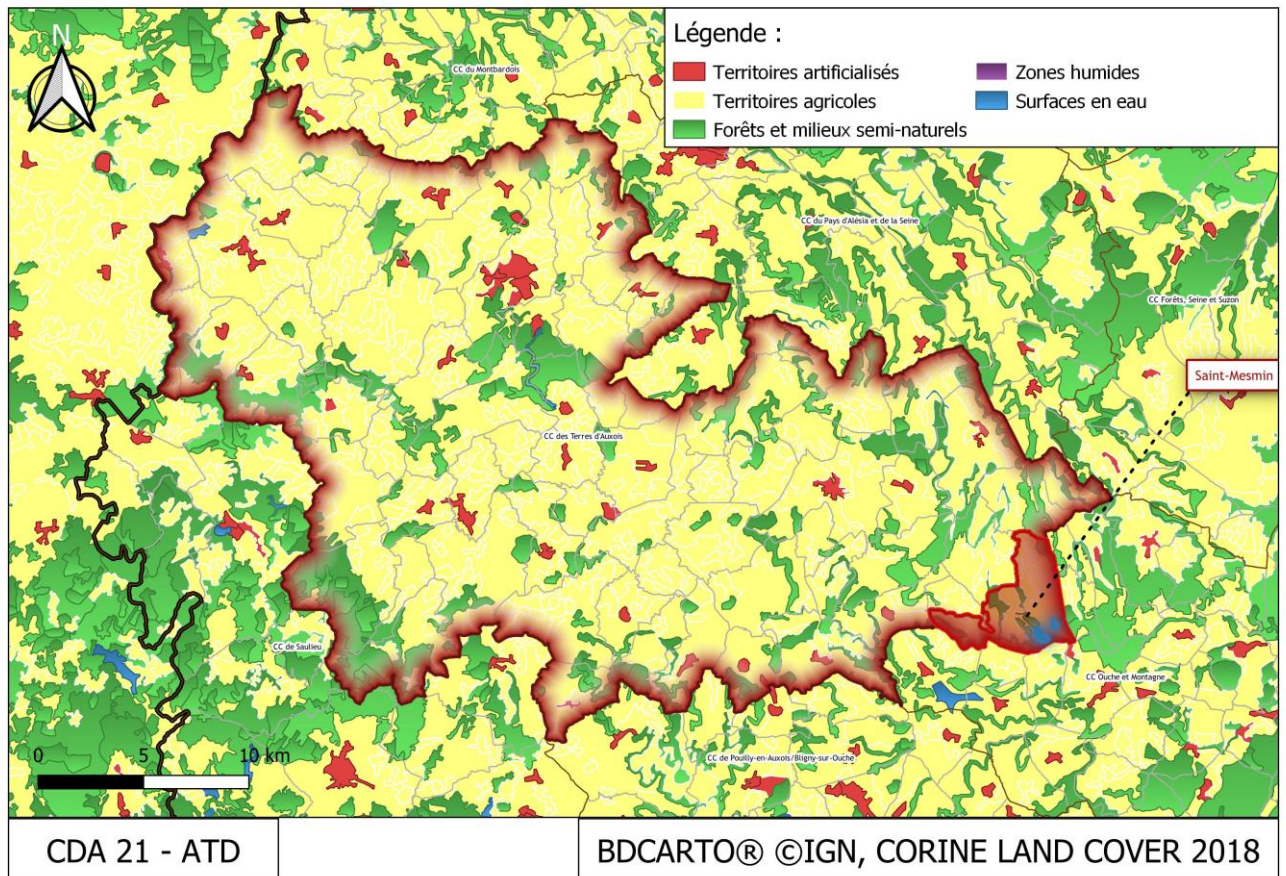 N
CC du Montbardois
Légende :
Territoires artificialisés
Territoires agricoles
Forêts et milieux semi-naturels
Zones humides
Surfaces en eau
CC du Pays d'Alésia et de la Seine
CC Forêts, Seine et Suzon
Saint-Mesmin
CC des Terres d'Auxois
CC de Saulieu
CC Ouche et Montagne
CC de Pouilly-en-Auxois/Bligny-sur-Ouche
0 5 10 km
CDA 21 - ATD
BDCARTO® ©IGN, CORINE LAND COVER 2018